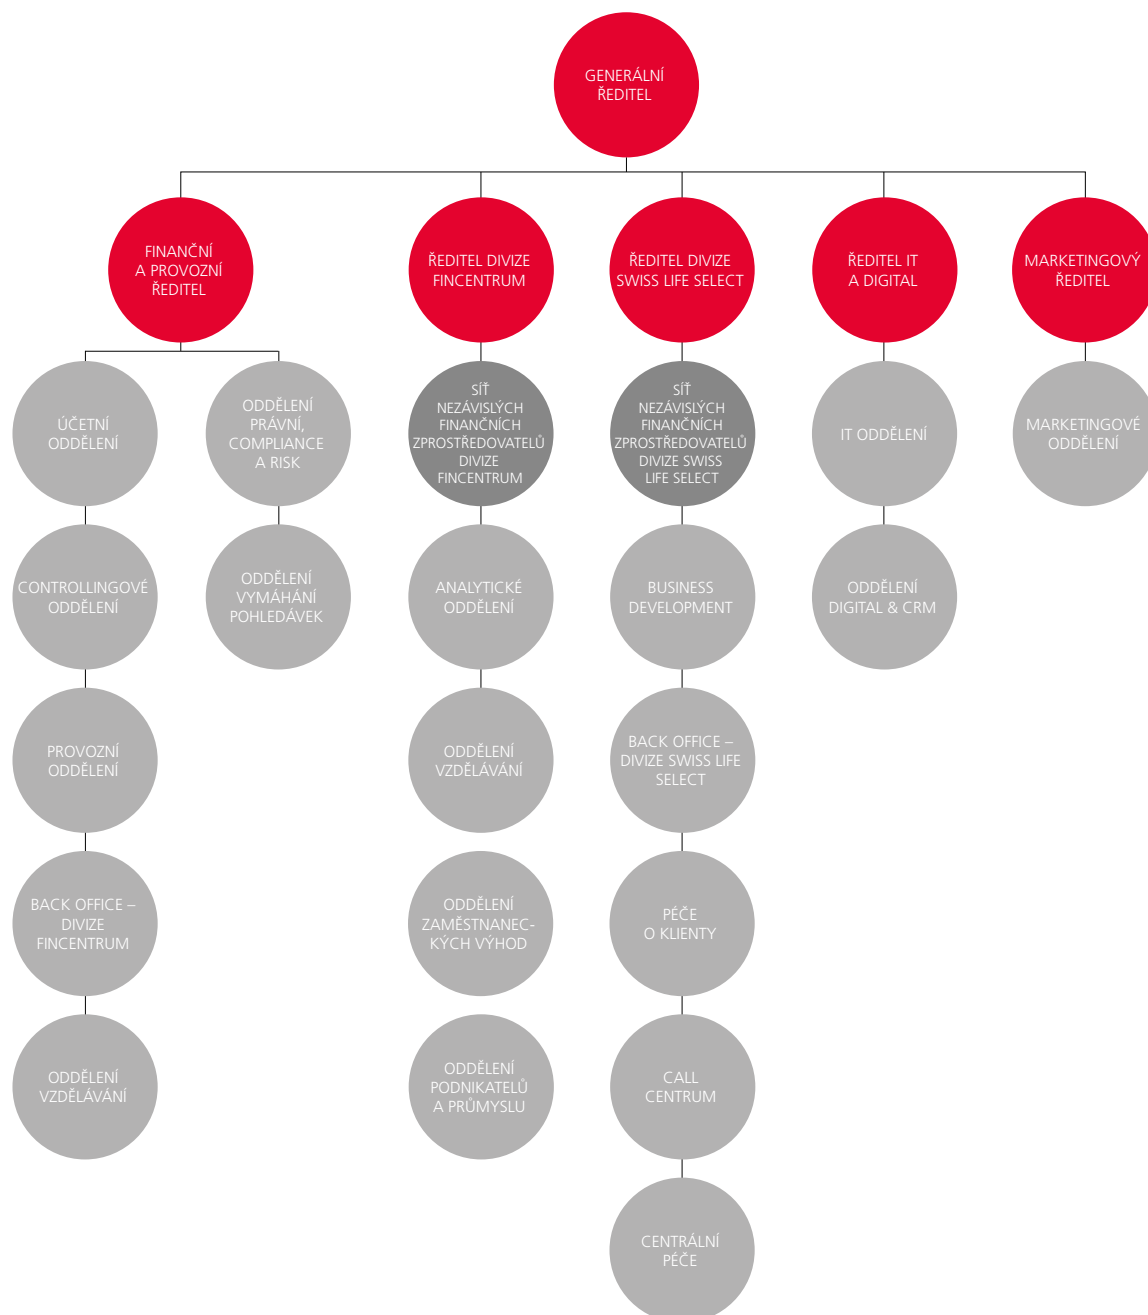 GENERÁLNÍ
ŘEDITEL
FINANČNÍ
A PROVOZNÍ
ŘEDITEL
ŘEDITEL DIVIZE
FINCENTRUM
ŘEDITEL DIVIZE
SWISS LIFE SELECT
ŘEDITEL IT
A DIGITAL
MARKETINGOVÝ
ŘEDITEL
ÚČETNÍ
ODDĚLENÍ
ODDĚLENÍ
PRÁVNÍ,
COMPLIANCE
A RISK
SÍŤ
NEZÁVISLÝCH
FINANČNÍCH
ZPROSTŘEDOVATELŮ
DIVIZE
FINCENTRUM
SÍŤ
NEZÁVISLÝCH
FINANČNÍCH
ZPROSTŘEDOVATELŮ
DIVIZE SWISS
LIFE SELECT
IT ODDĚLENÍ
MARKETINGOVÉ
ODDĚLENÍ
CONTROLLINGOVÉ
ODDĚLENÍ
ODDĚLENÍ
VYMÁHÁNÍ
POHLEDÁVEK
ANALYTICKÉ
ODDĚLENÍ
BUSINESS
DEVELOPMENT
ODDĚLENÍ
DIGITAL & CRM
PROVOZNÍ
ODDĚLENÍ
ODDĚLENÍ
VZDĚLÁVÁNÍ
BACK OFFICE –
DIVIZE SWISS LIFE
SELECT
BACK OFFICE –
DIVIZE
FINCENTRUM
ODDĚLENÍ
ZAMĚSTNANEC-
KÝCH VÝHOD
PÉČE
O KLIENTY
ODDĚLENÍ
VZDĚLÁVÁNÍ
ODDĚLENÍ
PODNIKATELŮ
A PRŮMYSLU
CALL
CENTRUM
CENTRÁLNÍ
PÉČE